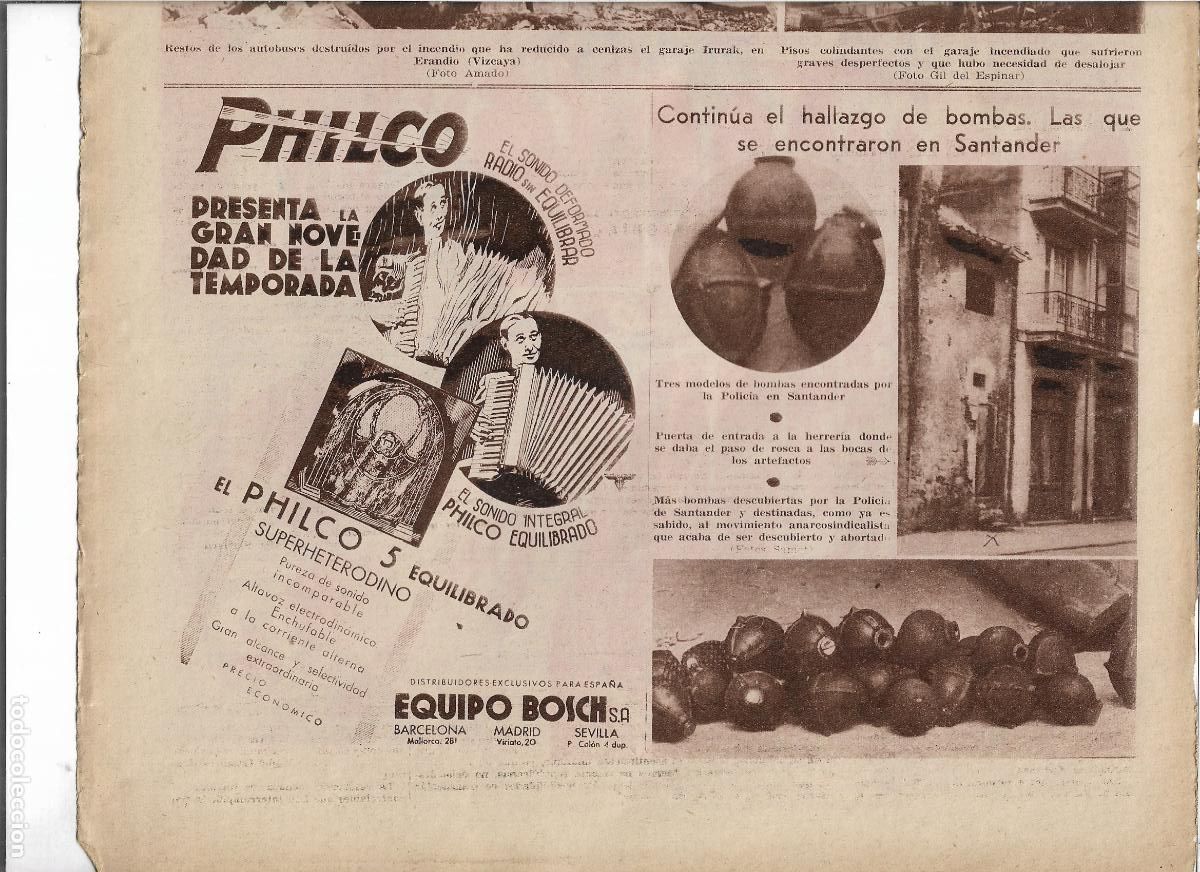 Restos de los autobuses destruídos por el incendio que ha reducido a cenizas el garaje Irurak, en
Erandio (Vizcaya)
(Foto Amado)
Pisos colindantes con el garaje incendiado que sufrieron
graves desperfectos y que hubo necesidad de desalojar
(Foto Gil del Espinar)
PHILCO
PRESENTA LA
GRAN NOVE-
DAD DE LA
TEMPORADA
EL SONIDO DEFORMADO
RADIO SIN EQUILIBRAR
EL SONIDO INTEGRAL
PHILCO EQUILIBRADO
EL PHILCO 5 EQUILIBRADO
SUPERHETERODINO
Pureza de sonido
incomparable
Altavoz electrodinámico
Enchufable
a la corriente alterna
Gran alcance y selectividad
extraordinaria
PRECIO
ECONOMICO
DISTRIBUIDORES EXCLUSIVOS PARA ESPAÑA
EQUIPO BOSCH S.A
BARCELONA MADRID SEVILLA
Mallorca, 281 Viriato, 20 P. Colón 4 dup.
Continúa el hallazgo de bombas. Las que
se encontraron en Santander
Tres modelos de bombas encontradas por
la Policía en Santander
Puerta de entrada a la herrería donde
se daba el paso de rosca a las bocas de
los artefactos
Más bombas descubiertas por la Policía
de Santander y destinadas, como ya es
sabido, al movimiento anarcosindicalista
que acaba de ser descubierto y abortad
(Fotos
todocoleccion